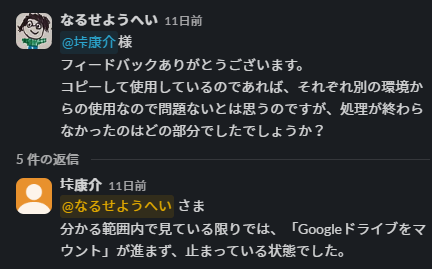 なるせようへい 11日前
@垰康介 様
フィードバックありがとうございます。
コピーして使用しているのであれば、それぞれ別の環境か
らの使用なので問題ないとは思うのですが、処理が終わら
なかったのはどの部分でしたでしょうか？
5 件の返信
垰康介 11日前
@なるせようへい さま
分かる範囲内で見ている限りでは、「Googleドライブをマ
ウント」が進まず、止まっている状態でした。